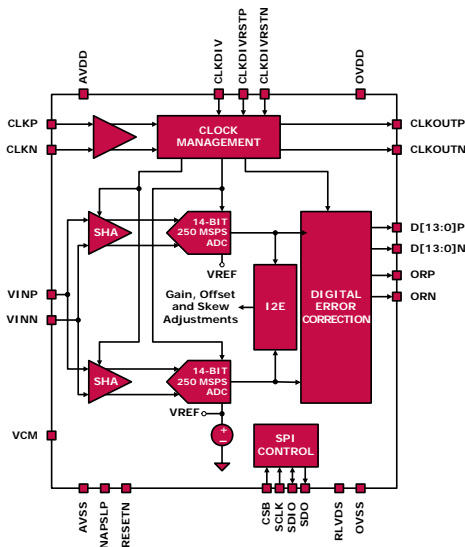 AVDD
CLKDIV
CLKDIVRSTP
CLKDIVRSTN
OVDD
CLKP
CLKN
CLOCK
MANAGEMENT
CLKOUTP
CLKOUTN
SHA
14-BIT
250 MSPS
ADC
VREF
D[13:0]P
D[13:0]N
ORP
ORN
VINP
VINN
Gain, Offset
and Skew
Adjustments
I2E
DIGITAL
ERROR
CORRECTION
SHA
14-BIT
250 MSPS
ADC
VREF
+
–
VCM
SPI
CONTROL
AVSS
NAPSLP
RESETN
CSB
SCLK
SDIO
SDO
RLVDS
OVSS